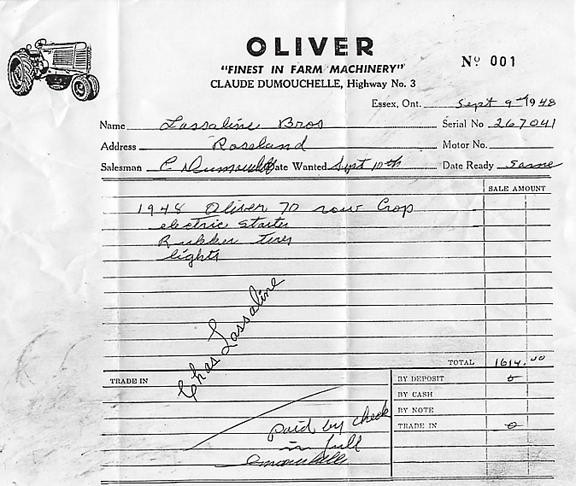 OLIVER
"FINEST IN FARM MACHINERY"
CLAUDE DUMOUCHELLE, Highway No. 3
Nº 001
Essex, Ont. Sept 9th 1948
Name Lassaline Bros Serial No. 267041
Address Roseland Motor No.
Salesman C Dumouchelle Date Wanted Sept 10th Date Ready Same
SALE AMOUNT
1948 Oliver 70 row Crop
electric starter
Rubber tires
lights
Chas Lassaline
TOTAL 1614.00
TRADE IN
BY DEPOSIT 0
BY CASH
BY NOTE
TRADE IN 0
paid by check
in full
Dumouchelle